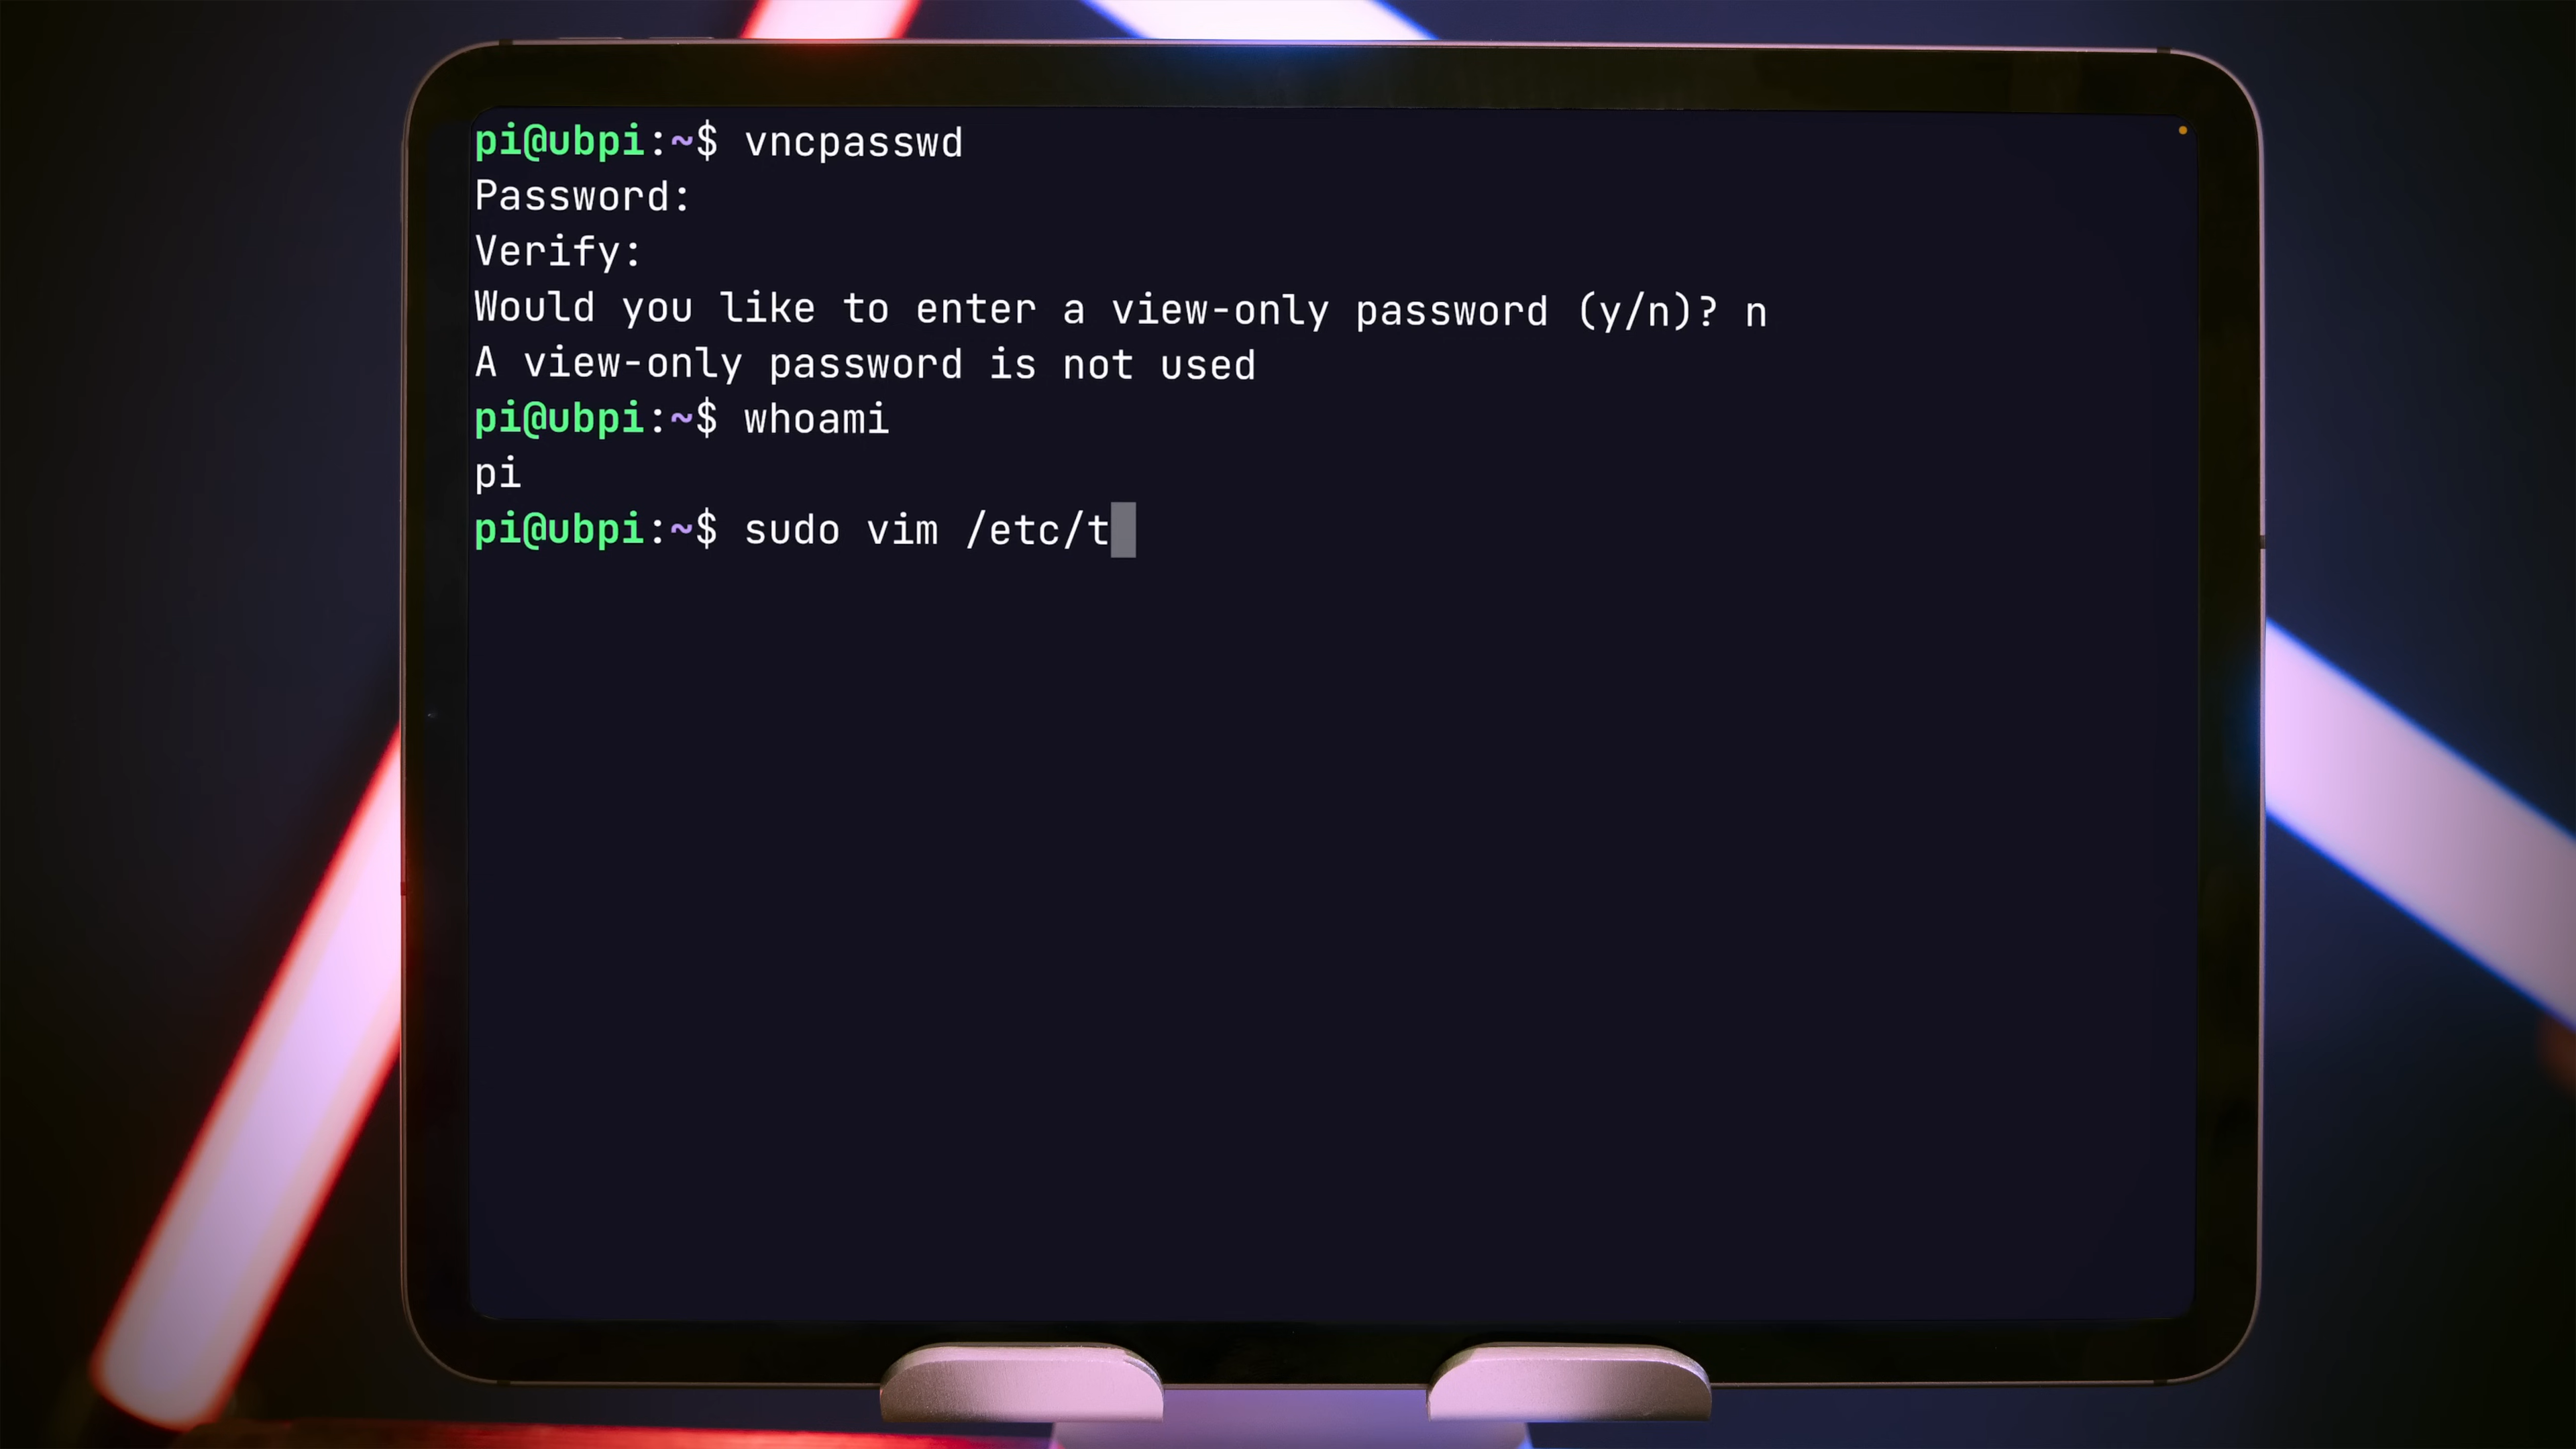 pi@ubpi:~$ vncpasswd
Password:
Verify:
Would you like to enter a view-only password (y/n)? n
A view-only password is not used
pi@ubpi:~$ whoami
pi
pi@ubpi:~$ sudo vim /etc/t